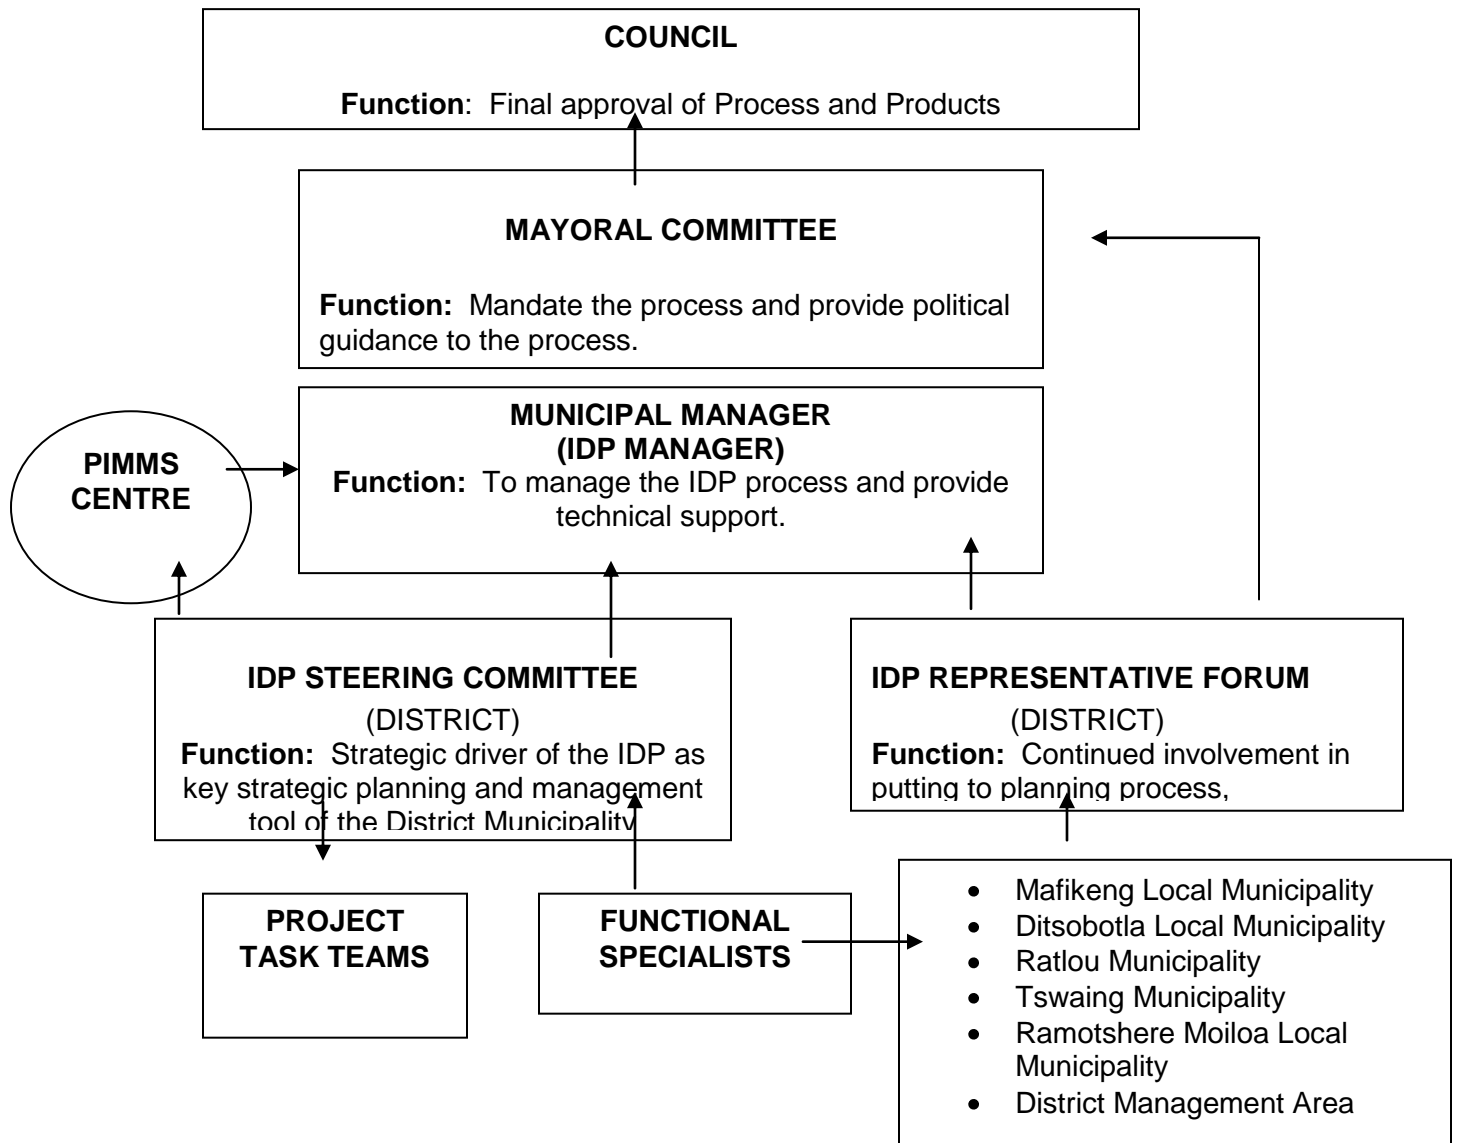 COUNCIL
Function: Final approval of Process and Products
MAYORAL COMMITTEE
Function: Mandate the process and provide political
guidance to the process.
MUNICIPAL MANAGER
(IDP MANAGER)
Function: To manage the IDP process and provide
technical support.
PIMMS
CENTRE
IDP STEERING COMMITTEE
(DISTRICT)
Function: Strategic driver of the IDP as
key strategic planning and management
tool of the District Municipality
IDP REPRESENTATIVE FORUM
(DISTRICT)
Function: Continued involvement in
putting to planning process,
PROJECT
TASK TEAMS
FUNCTIONAL
SPECIALISTS
• Mafikeng Local Municipality
• Ditsobotla Local Municipality
• Ratlou Municipality
• Tswaing Municipality
• Ramotshere Moiloa Local
Municipality
• District Management Area